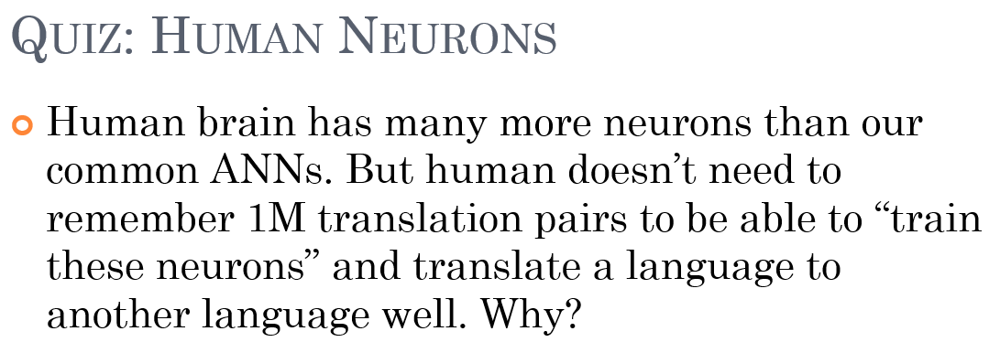 QUIZ: HUMAN NEURONS
Human brain has many more neurons than our
common ANNs. But human doesn’t need to
remember 1M translation pairs to be able to “train
these neurons” and translate a language to
another language well. Why?